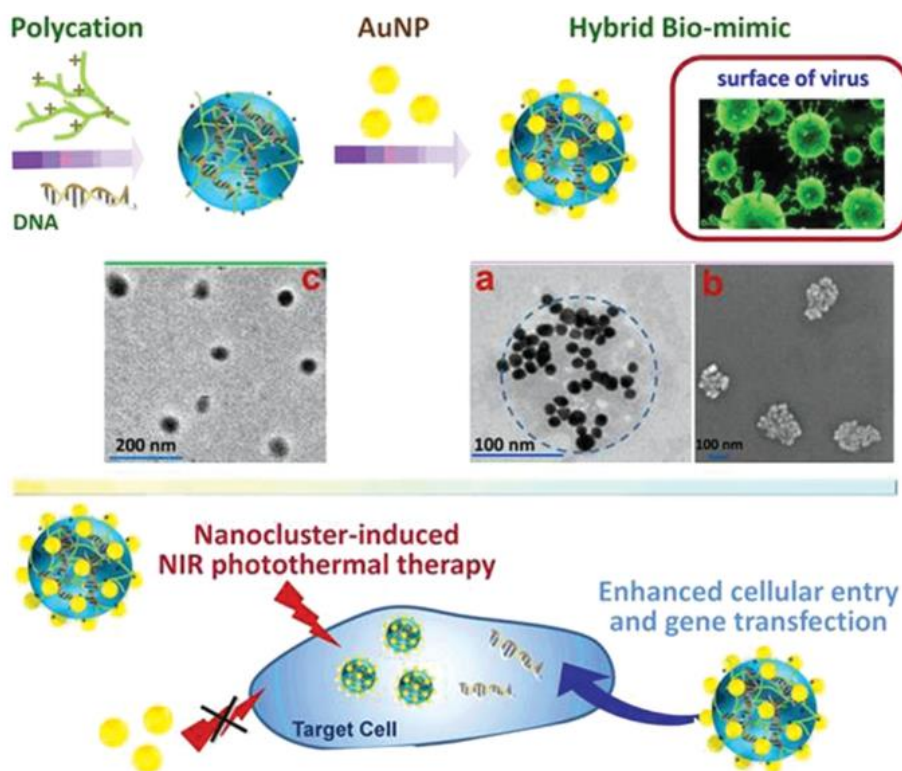 Polycation
AuNP
Hybrid Bio-mimic
surface of virus
DNA
c
a
b
200 nm
100 nm
100 nm
Nanocluster-induced
NIR photothermal therapy
Enhanced cellular entry
and gene transfection
Target Cell